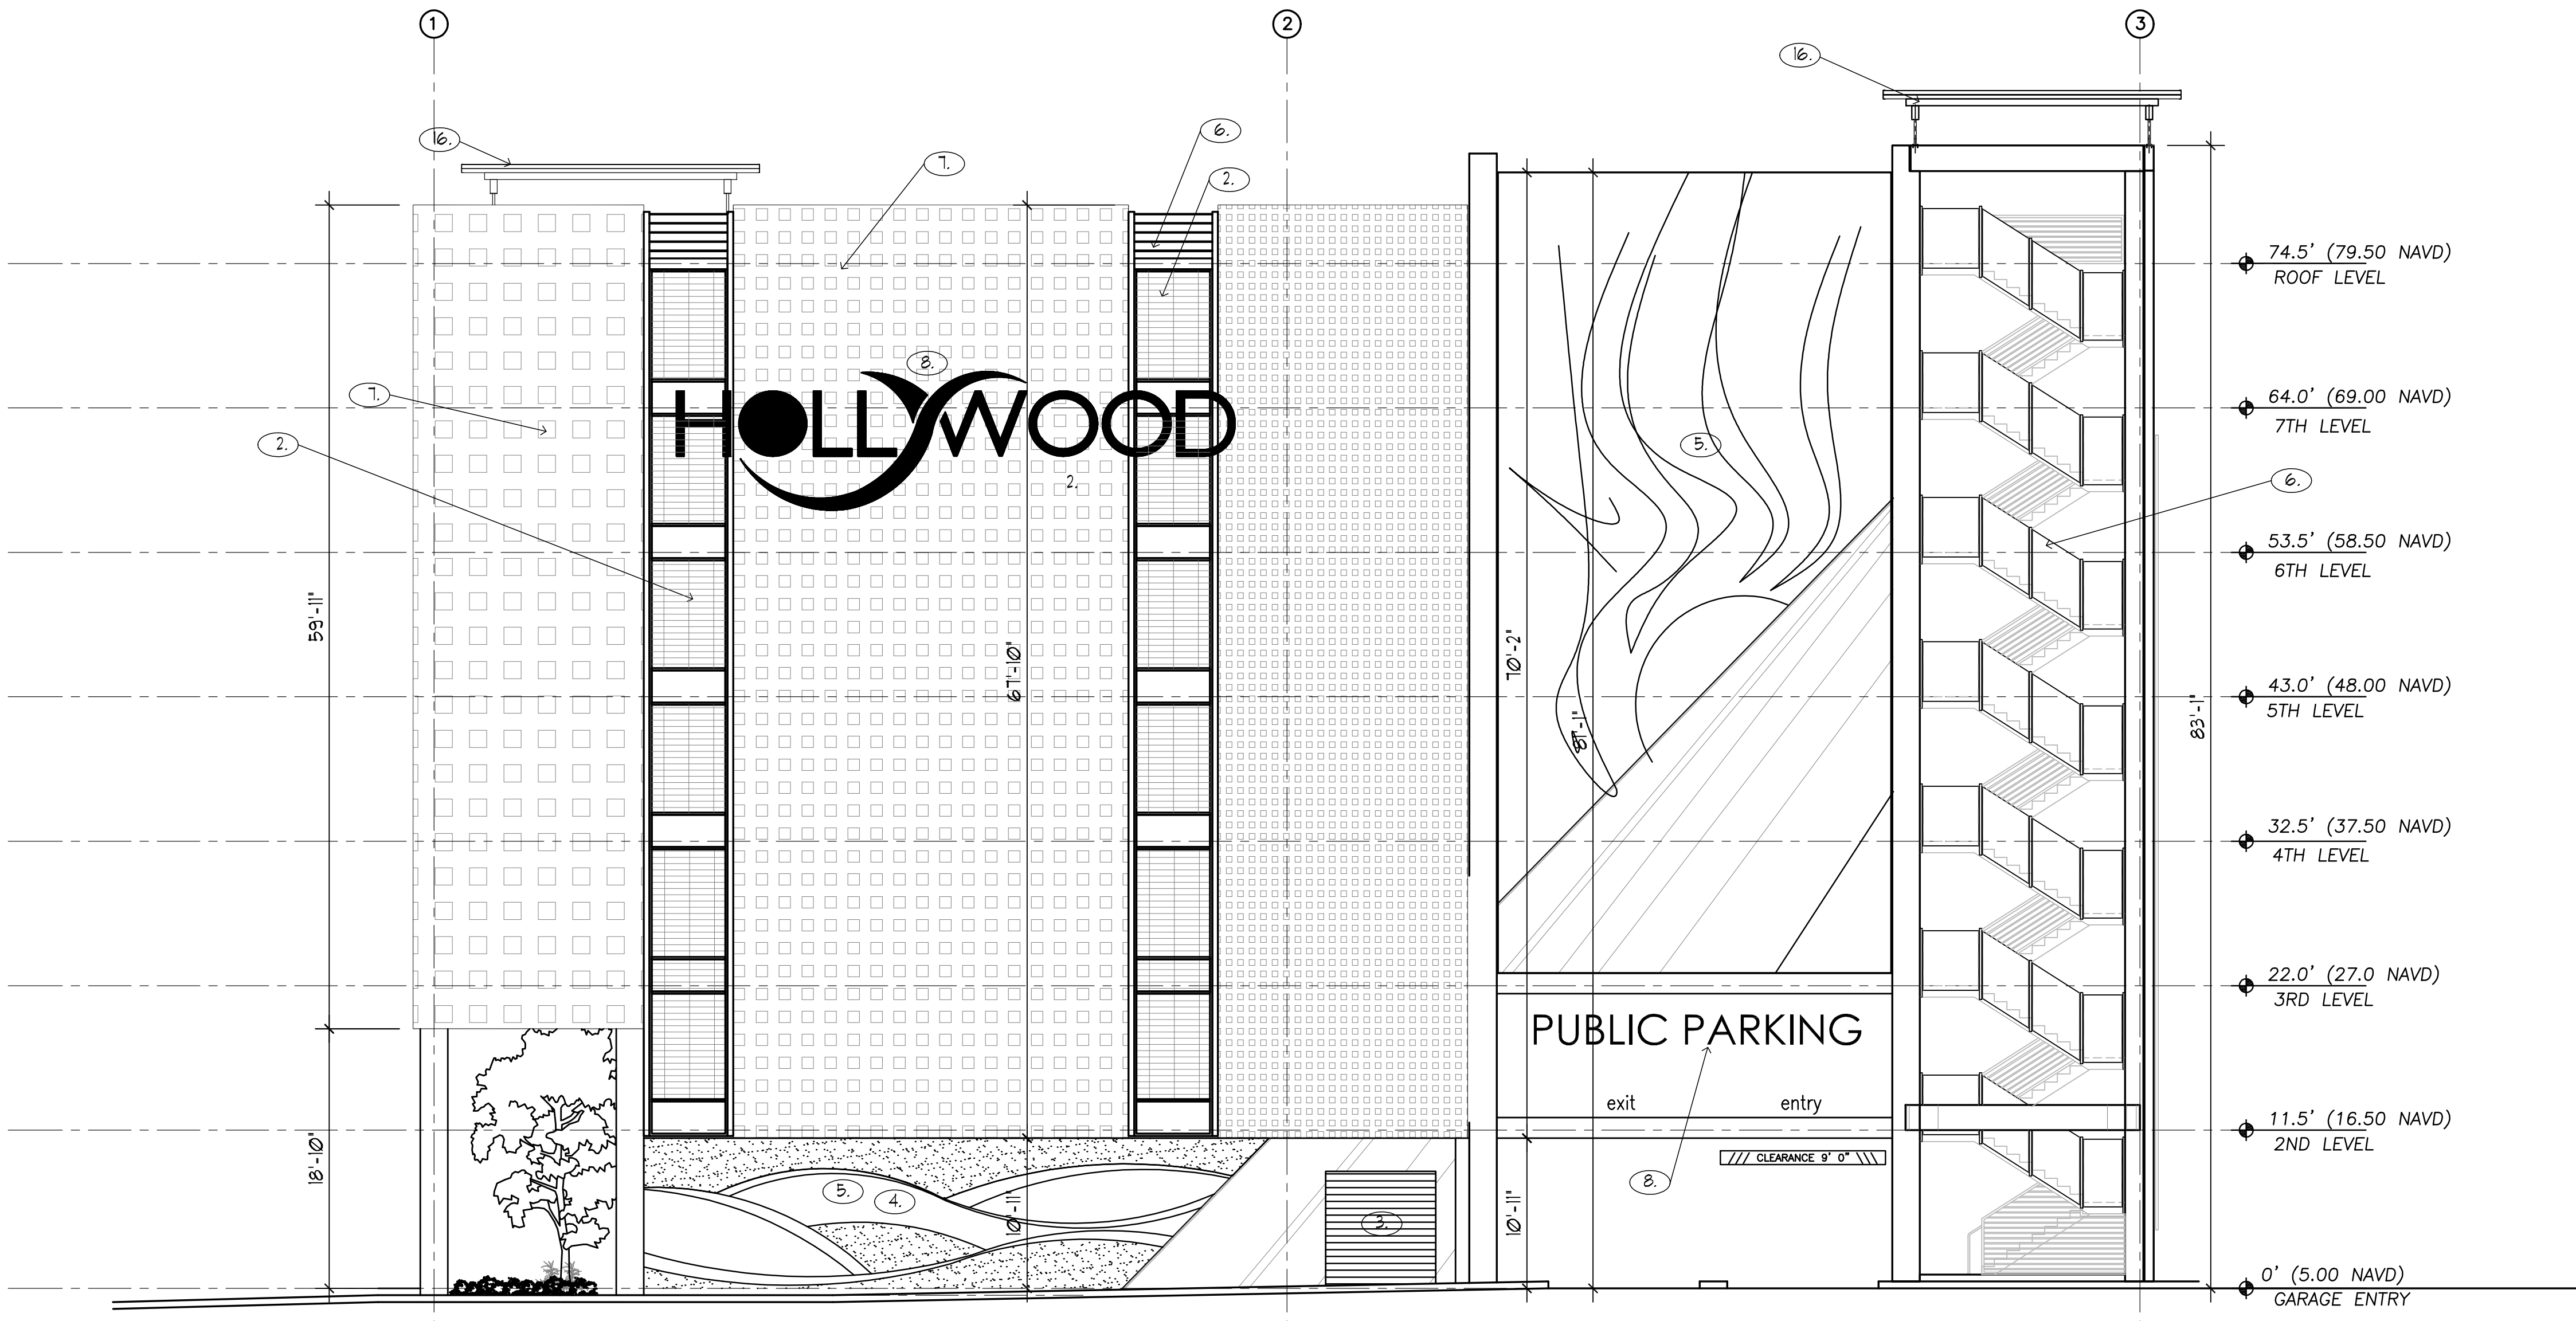 1
2
3
16.
16.
6.
7.
2.
74.5' (79.50 NAVD)
ROOF LEVEL
8.
7.
HOLLYWOOD
64.0' (69.00 NAVD)
7TH LEVEL
2.
5.
2.
6.
53.5' (58.50 NAVD)
6TH LEVEL
59'-11"
67'-10"
70'-2"
43.0' (48.00 NAVD)
5TH LEVEL
83'-1"
32.5' (37.50 NAVD)
4TH LEVEL
22.0' (27.0 NAVD)
3RD LEVEL
PUBLIC PARKING
exit entry
11.5' (16.50 NAVD)
2ND LEVEL
18'-10"
CLEARANCE 9' 0"
5.
4.
8.
10'-11"
3.
10'-11"
0' (5.00 NAVD)
GARAGE ENTRY